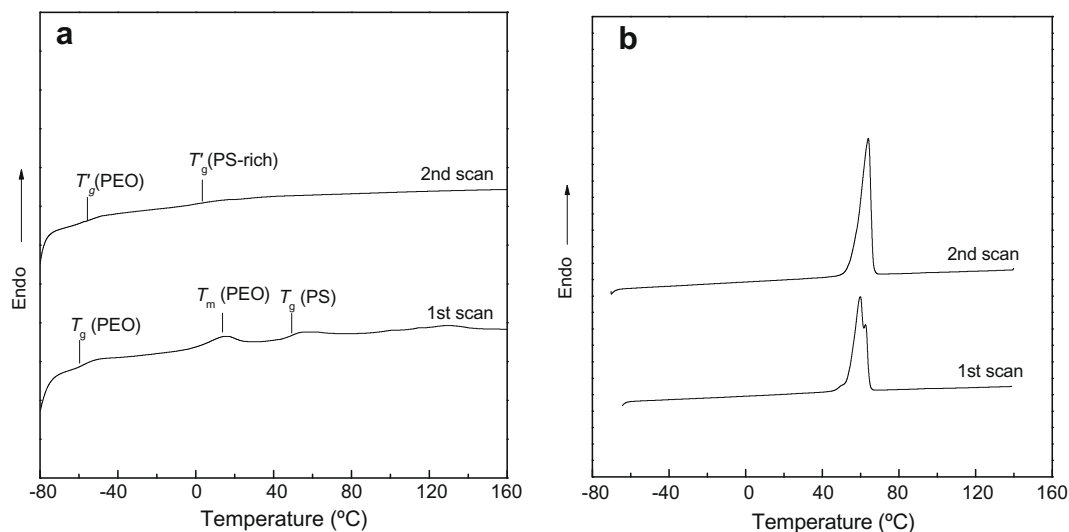 a
T'g(PS-rich)
T'g(PEO)
2nd scan
Endo
Tm (PEO)
Tg (PS)
Tg (PEO)
1st scan
-80 -40 0 40 80 120 160
Temperature (ºC)
b
2nd scan
Endo
1st scan
-80 -40 0 40 80 120 160
Temperature (ºC)